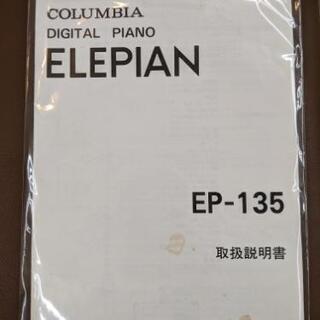 COLUMBIA
DIGITAL PIANO
ELEPIAN
EP-135
取扱説明書